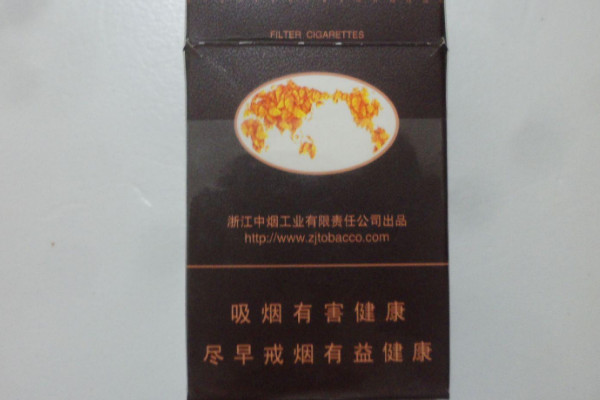 FILTER CIGARETTES
浙江中烟工业有限责任公司出品
http://www.zjtobacco.com
吸烟有害健康
尽早戒烟有益健康